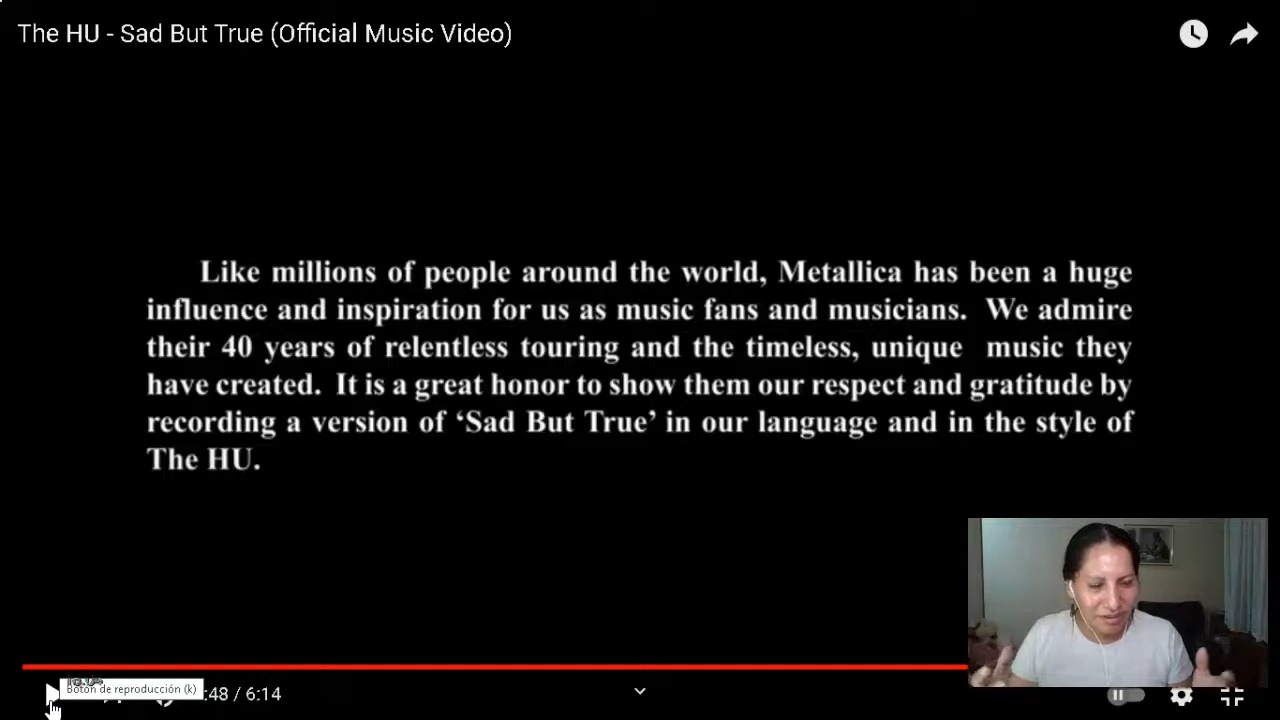 The HU - Sad But True (Official Music Video)
Like millions of people around the world, Metallica has been a huge
influence and inspiration for us as music fans and musicians. We admire
their 40 years of relentless touring and the timeless, unique music they
have created. It is a great honor to show them our respect and gratitude by
recording a version of ‘Sad But True’ in our language and in the style of
The HU.
Botón de reproducción (k)
:48 / 6:14